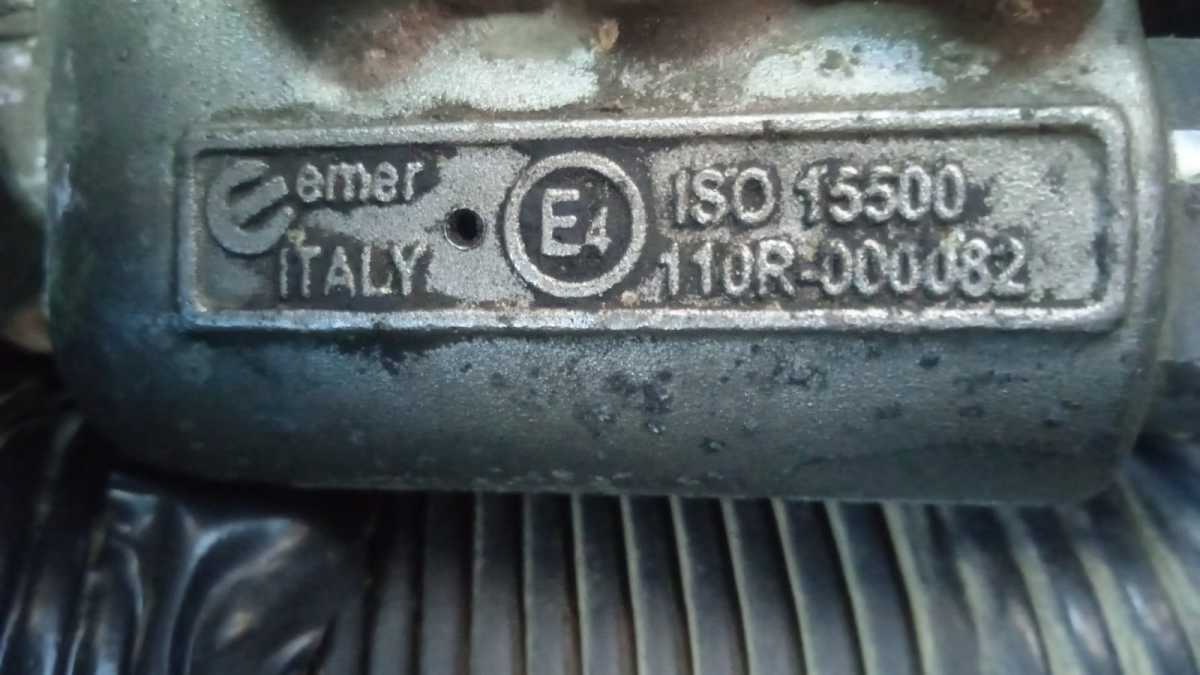 emer
ITALY
E4
ISO 15500
110R-000082